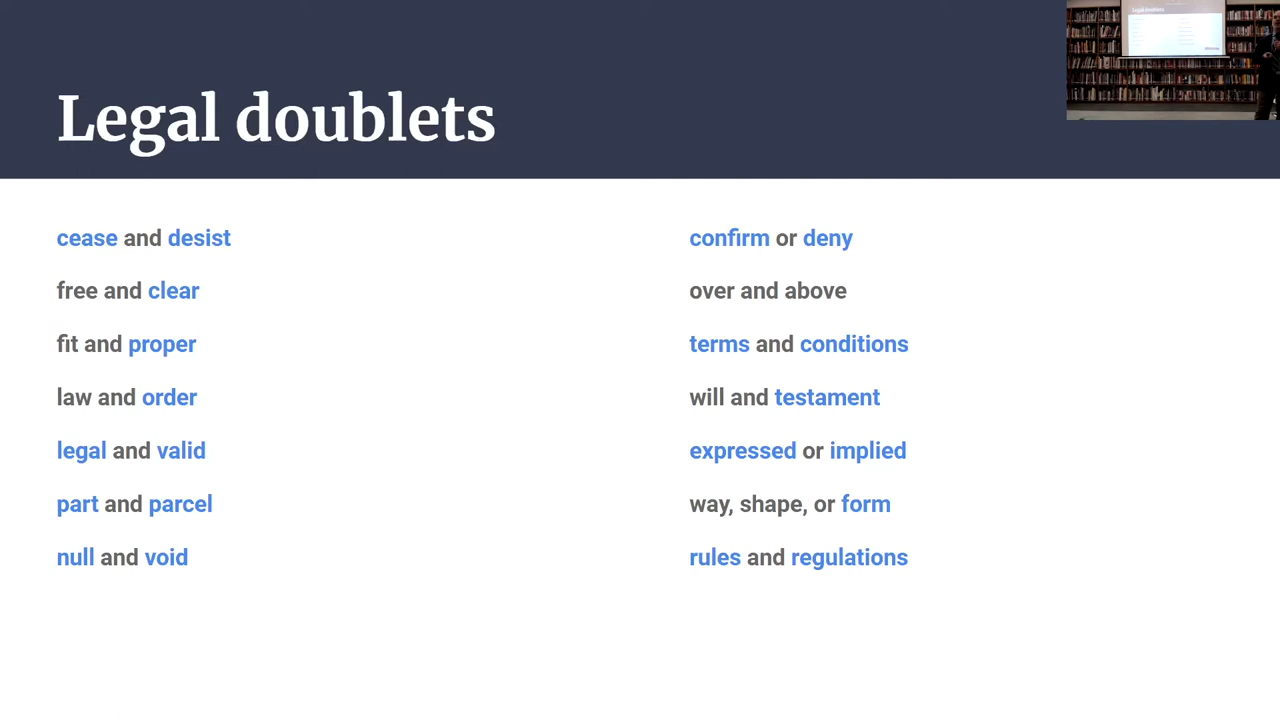 Legal doublets
cease and desist
free and clear
fit and proper
law and order
legal and valid
part and parcel
null and void
confirm or deny
over and above
terms and conditions
will and testament
expressed or implied
way, shape, or form
rules and regulations
Legal doublets